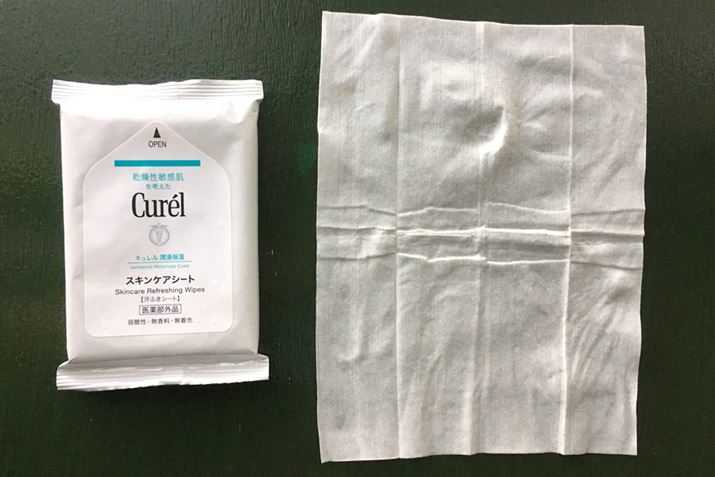 OPEN
乾燥性敏感肌
を考えた
Curél
キュレル 潤浸保湿
INTENSIVE MOISTURE CARE
スキンケアシート
Skincare Refreshing Wipes
【汗ふきシート】
医薬部外品
弱酸性・無香料・無着色